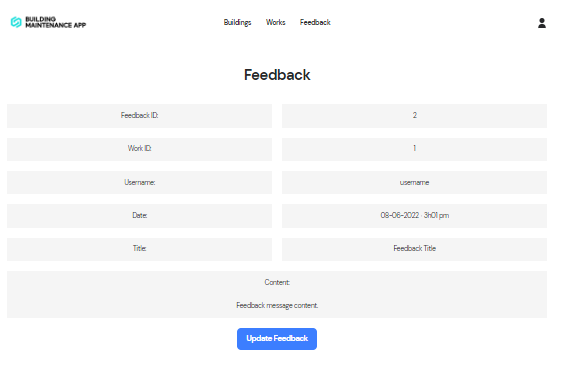 BUILDING
MAINTENANCE APP
Buildings Works Feedback
Feedback
Feedback ID: 2
Work ID: 1
Username: username
Date: 08-06-2022 · 3h01 pm
Title: Feedback Title
Content:
Feedback message content.
Update Feedback